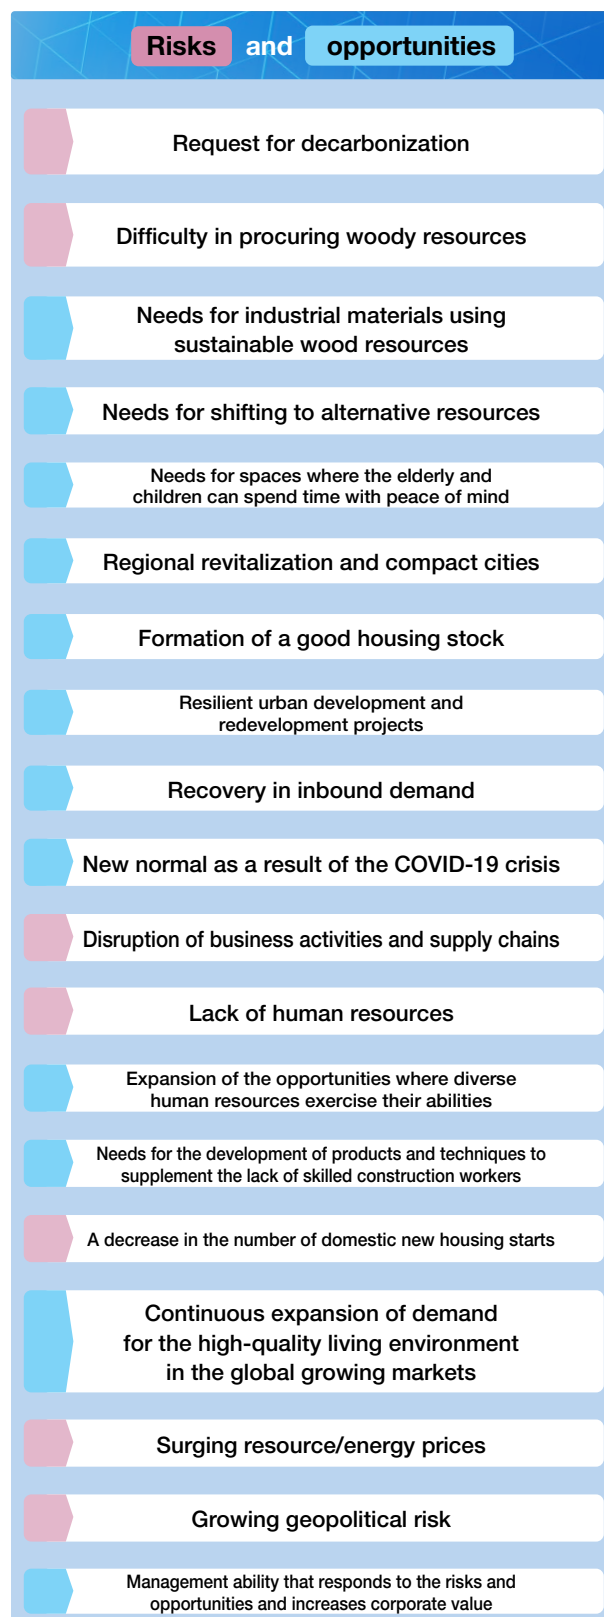 Risks and opportunities
Request for decarbonization
Difficulty in procuring woody resources
Needs for industrial materials using
sustainable wood resources
Needs for shifting to alternative resources
Needs for spaces where the elderly and
children can spend time with peace of mind
Regional revitalization and compact cities
Formation of a good housing stock
Resilient urban development and
redevelopment projects
Recovery in inbound demand
New normal as a result of the COVID-19 crisis
Disruption of business activities and supply chains
Lack of human resources
Expansion of the opportunities where diverse
human resources exercise their abilities
Needs for the development of products and techniques to
supplement the lack of skilled construction workers
A decrease in the number of domestic new housing starts
Continuous expansion of demand
for the high-quality living environment
in the global growing markets
Surging resource/energy prices
Growing geopolitical risk
Management ability that responds to the risks and
opportunities and increases corporate value